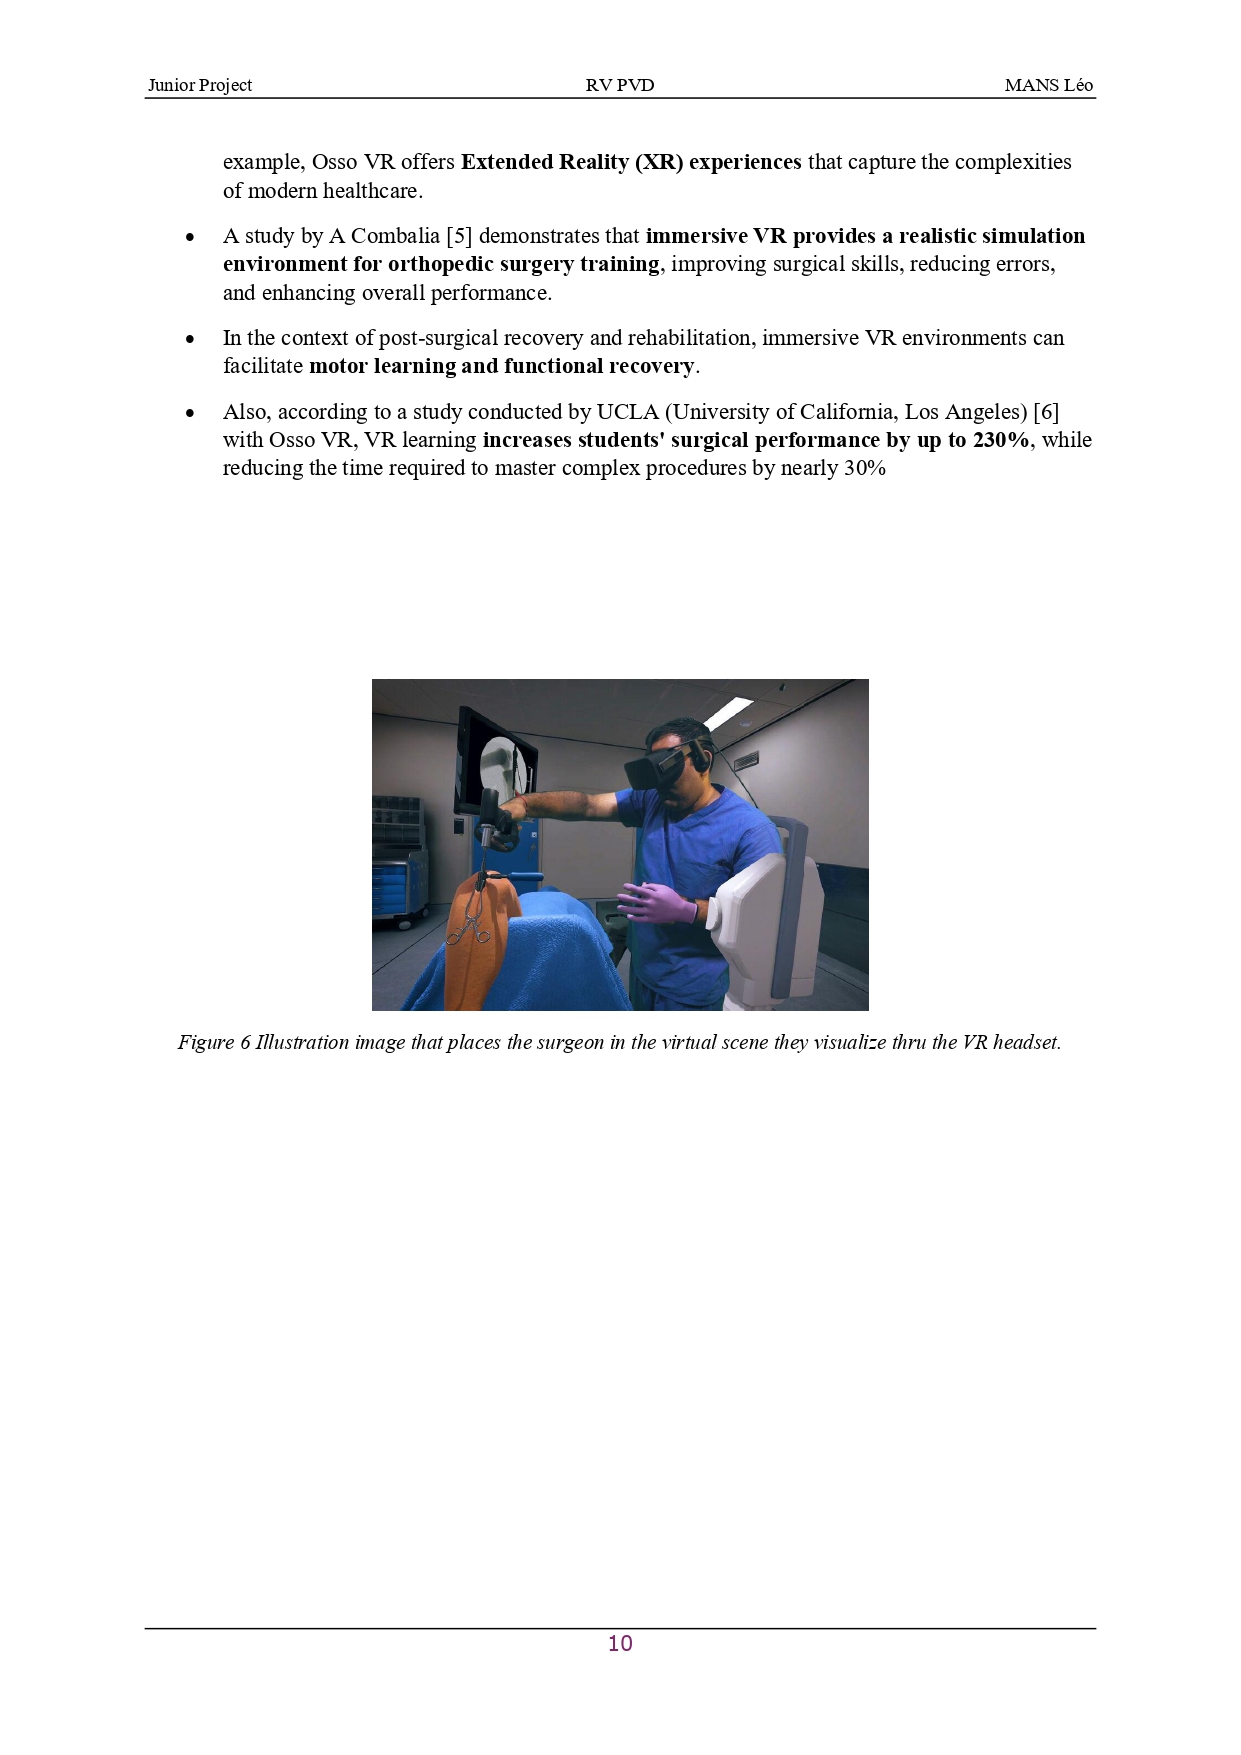 Junior Project RV PVD MANS Léo
example, Osso VR offers Extended Reality (XR) experiences that capture the complexities
of modern healthcare.
• A study by A Combalia [5] demonstrates that immersive VR provides a realistic simulation
environment for orthopedic surgery training, improving surgical skills, reducing errors,
and enhancing overall performance.
• In the context of post-surgical recovery and rehabilitation, immersive VR environments can
facilitate motor learning and functional recovery.
• Also, according to a study conducted by UCLA (University of California, Los Angeles) [6]
with Osso VR, VR learning increases students' surgical performance by up to 230%, while
reducing the time required to master complex procedures by nearly 30%
Figure 6 Illustration image that places the surgeon in the virtual scene they visualize thru the VR headset.
10